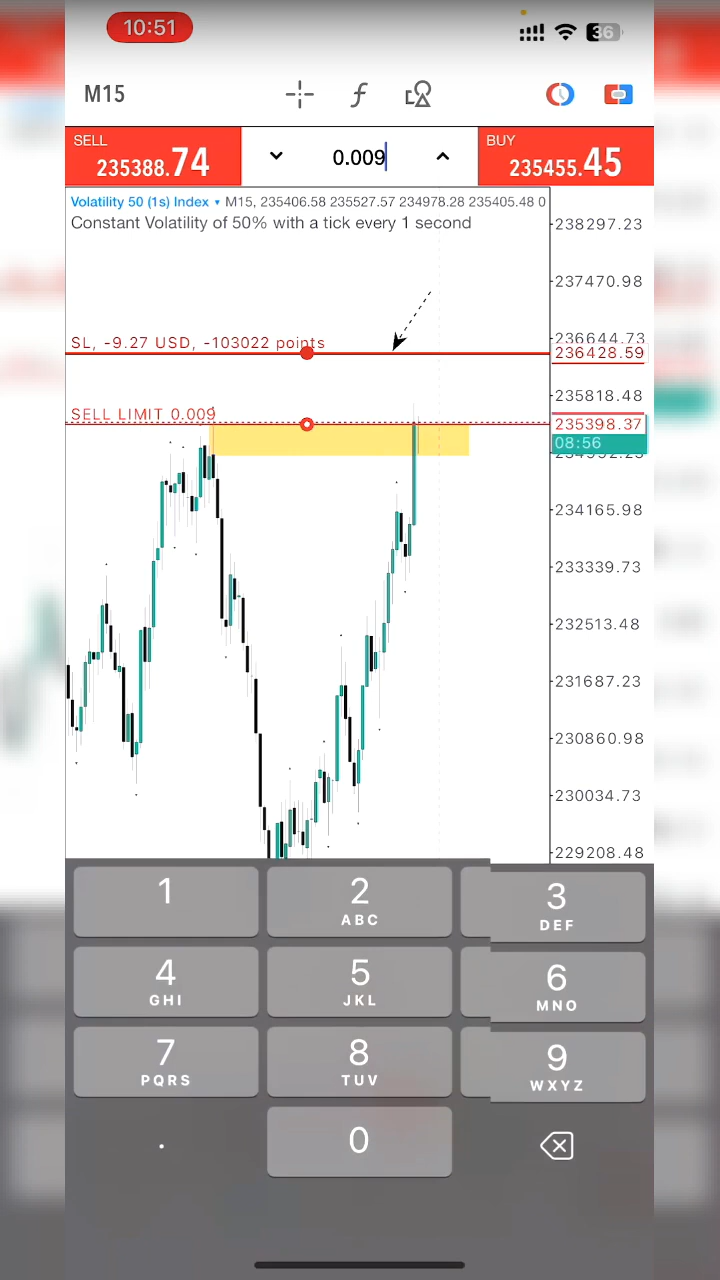 10:51
36
M15
SELL
235388.74
0.009
BUY
235455.45
Volatility 50 (1s) Index ▾ M15, 235406.58 235527.57 234978.28 235405.48 0
Constant Volatility of 50% with a tick every 1 second
238297.23
237470.98
236644.73
SL, -9.27 USD, -103022 points
236428.59
235818.48
SELL LIMIT 0.009
235398.37
08:56
234165.98
233339.73
232513.48
231687.23
230860.98
230034.73
229208.48
1
2
ABC
3
DEF
4
GHI
5
JKL
6
MNO
7
PQRS
8
TUV
9
WXYZ
.
0